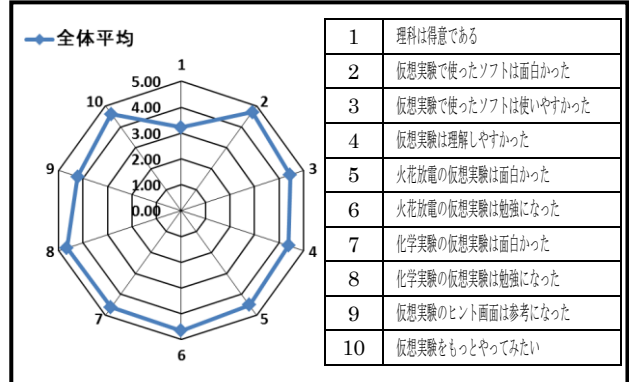 全体平均
1
2
3
4
5
6
7
8
9
10
5.00
4.00
3.00
2.00
1.00
0.00
1 理科は得意である
2 仮想実験で使ったソフトは面白かった
3 仮想実験で使ったソフトは使いやすかった
4 仮想実験は理解しやすかった
5 火花放電の仮想実験は面白かった
6 火花放電の仮想実験は勉強になった
7 化学実験の仮想実験は面白かった
8 化学実験の仮想実験は勉強になった
9 仮想実験のヒント画面は参考になった
10 仮想実験をもっとやってみたい